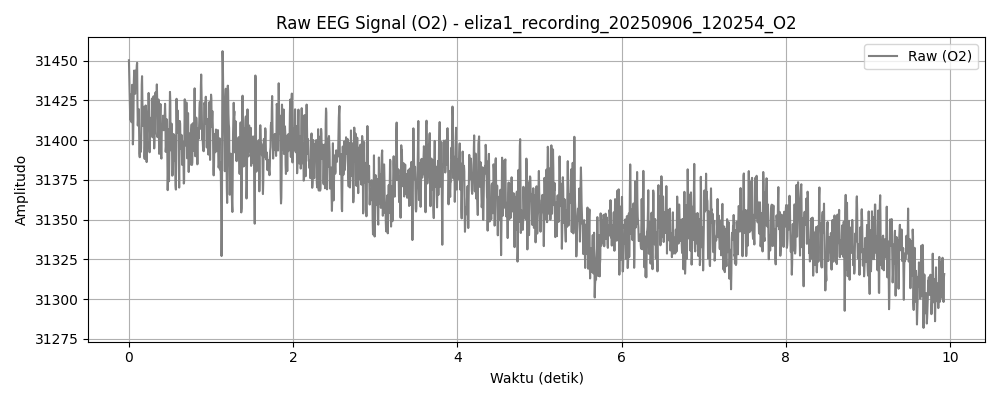 Raw EEG Signal (O2) - eliza1_recording_20250906_120254_O2
Raw (O2)
Amplitudo
31450
31425
31400
31375
31350
31325
31300
31275
0 2 4 6 8 10
Waktu (detik)